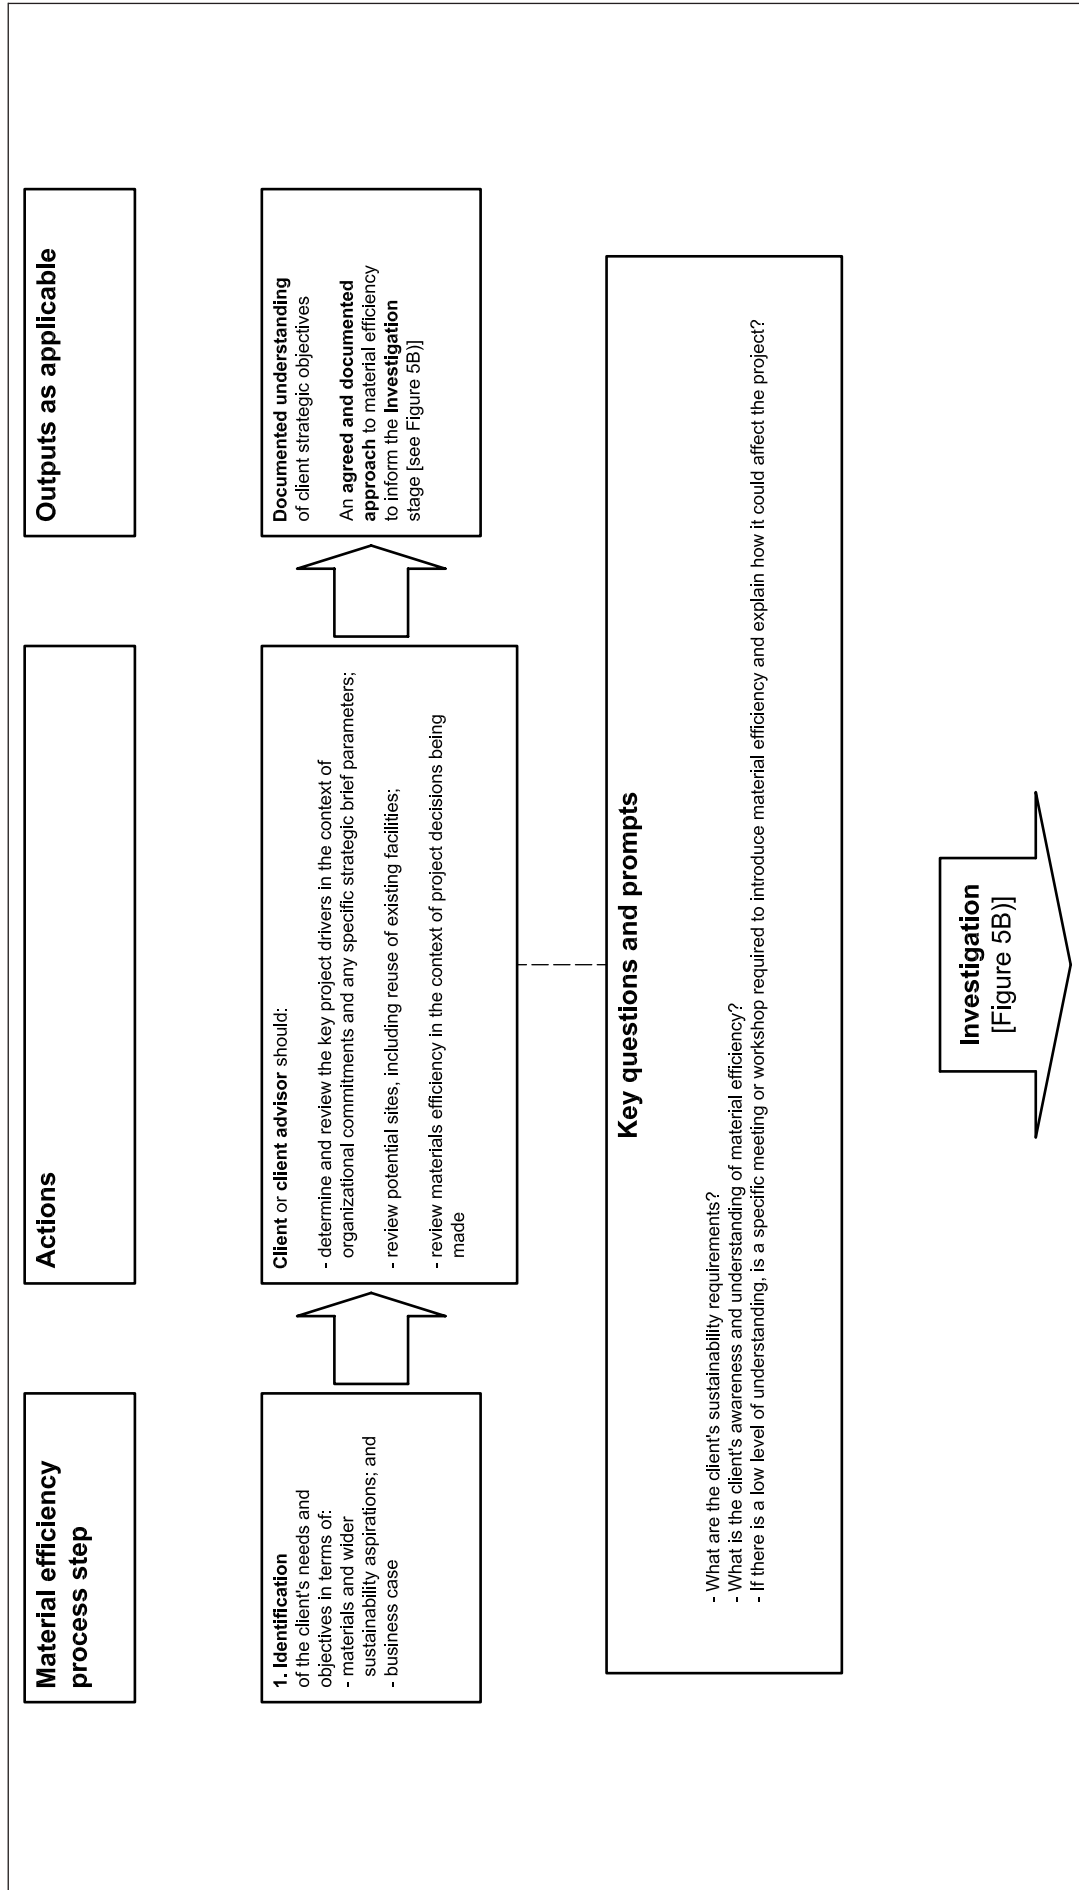 Material efficiency
process step
Actions
Outputs as applicable
1. Identification
of the client's needs and
objectives in terms of:
- materials and wider
sustainability aspirations; and
- business case
Client or client advisor should:
- determine and review the key project drivers in the context of
organizational commitments and any specific strategic brief parameters;
- review potential sites, including reuse of existing facilities;
- review materials efficiency in the context of project decisions being
made
Documented understanding
of client strategic objectives
An agreed and documented
approach to material efficiency
to inform the Investigation
stage [see Figure 5B)]
Key questions and prompts
- What are the client's sustainability requirements?
- What is the client's awareness and understanding of material efficiency?
- If there is a low level of understanding, is a specific meeting or workshop required to introduce material efficiency and explain how it could affect the project?
Investigation
[Figure 5B)]